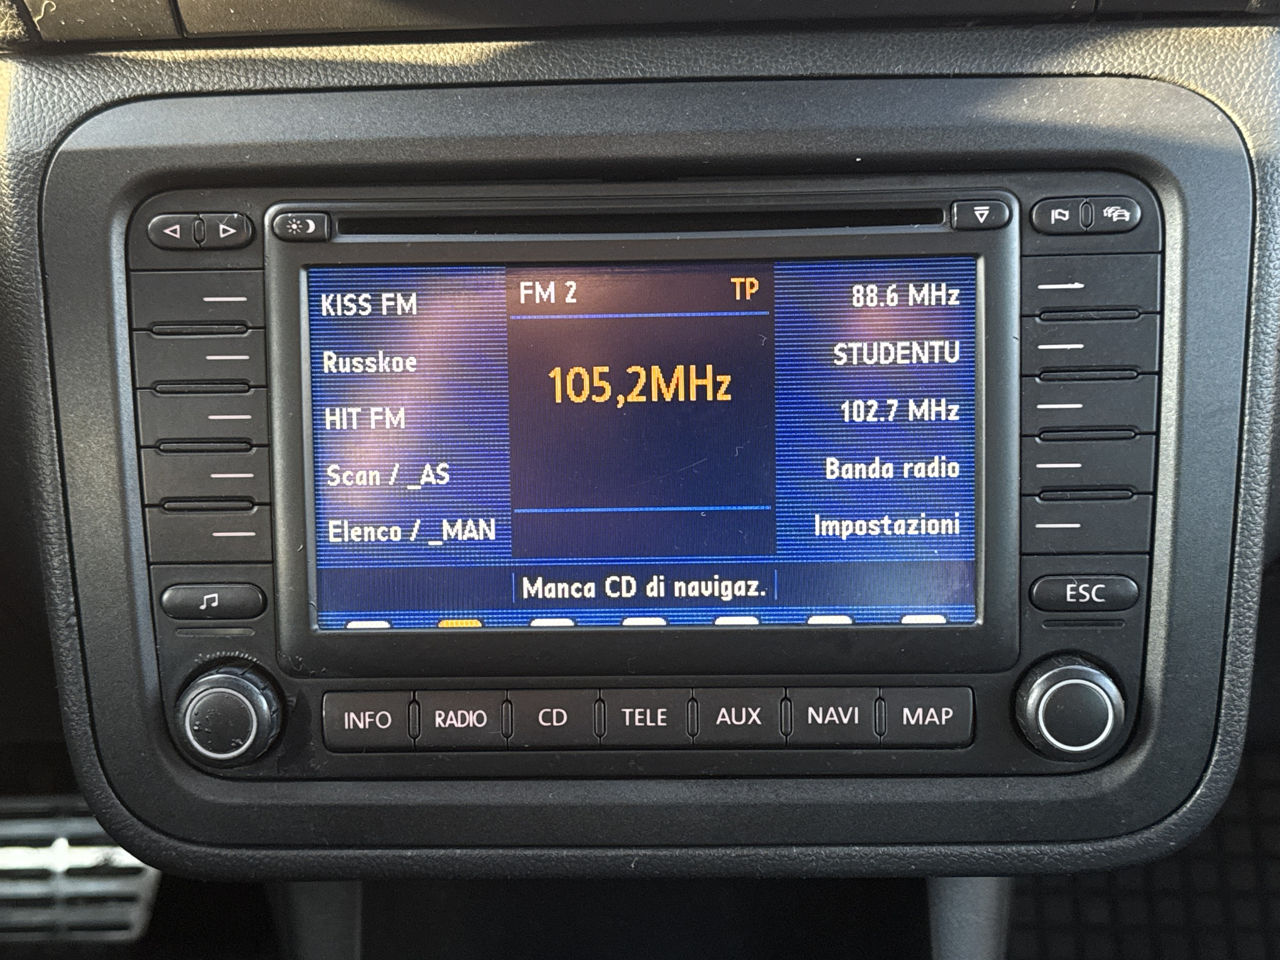 KISS FM
Russkoe
HIT FM
Scan / _AS
Elenco / _MAN
FM 2 TP
105,2MHz
88.6 MHz
STUDENTU
102.7 MHz
Banda radio
Impostazioni
Manca CD di navigaz.
ESC
INFO RADIO CD TELE AUX NAVI MAP